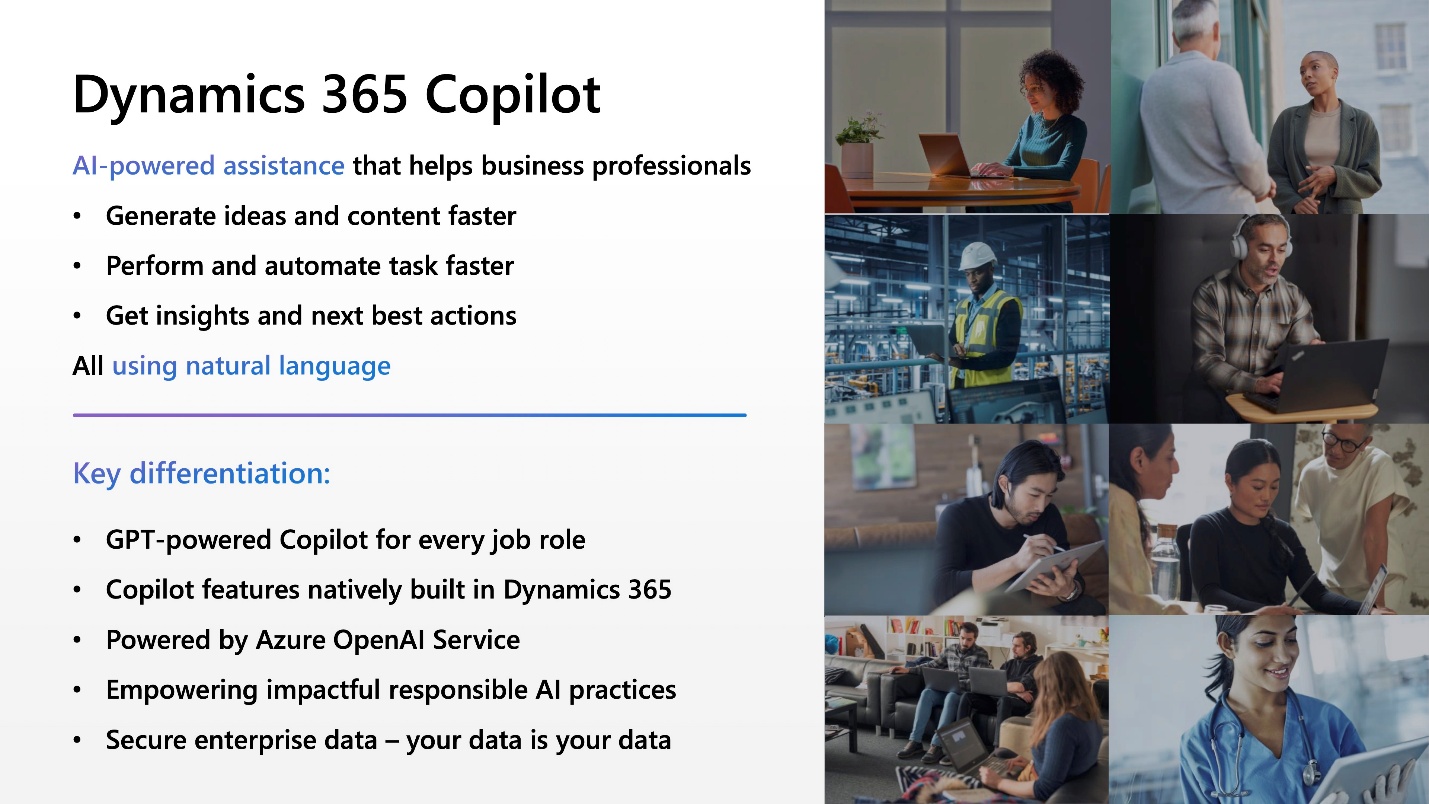 Dynamics 365 Copilot
AI-powered assistance that helps business professionals
• Generate ideas and content faster
• Perform and automate task faster
• Get insights and next best actions
All using natural language
Key differentiation:
• GPT-powered Copilot for every job role
• Copilot features natively built in Dynamics 365
• Powered by Azure OpenAI Service
• Empowering impactful responsible AI practices
• Secure enterprise data – your data is your data